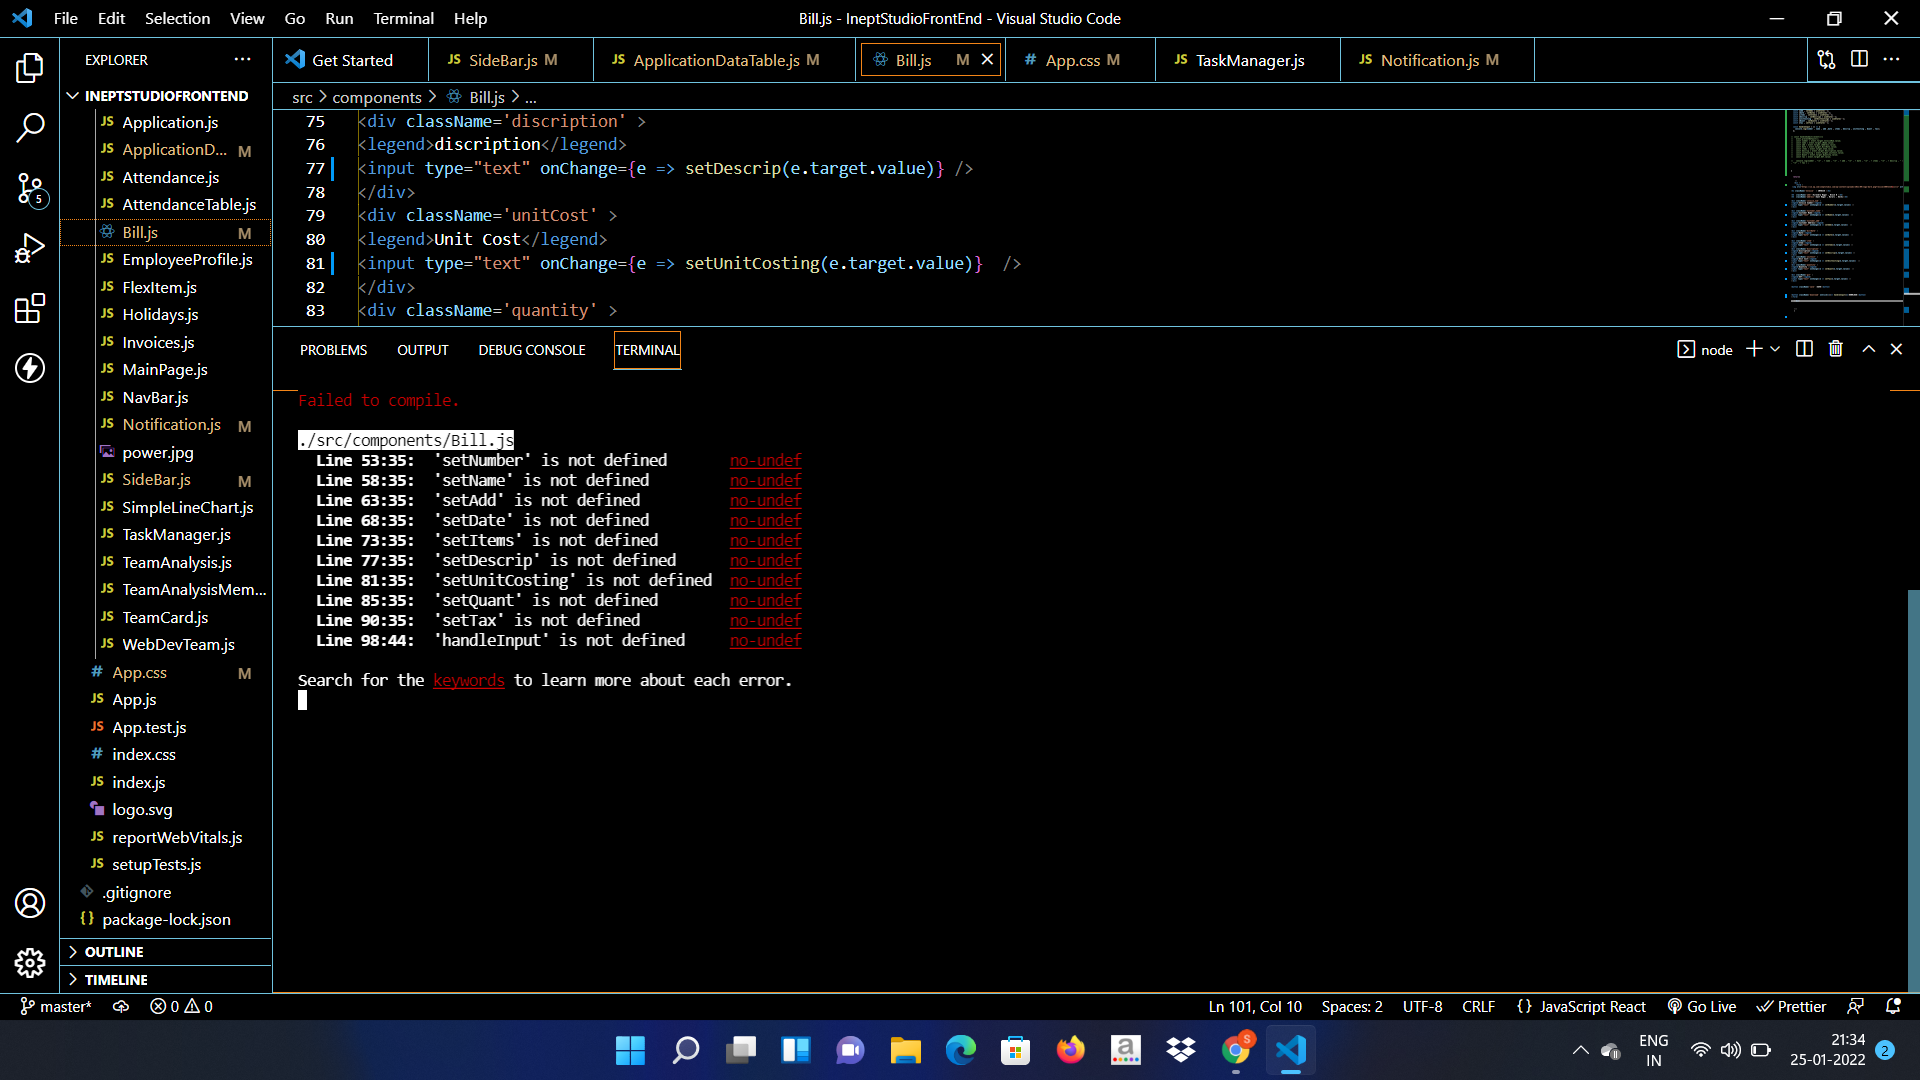 File Edit Selection View Go Run Terminal Help
Bill.js - IneptStudioFrontEnd - Visual Studio Code
EXPLORER
Get Started
JS SideBar.js M
JS ApplicationDataTable.js M
Bill.js M
# App.css M
JS TaskManager.js
JS Notification.js M
INEPTSTUDIOFRONTEND
JS Application.js
JS ApplicationD... M
JS Attendance.js
JS AttendanceTable.js
Bill.js M
JS EmployeeProfile.js
JS FlexItem.js
JS Holidays.js
JS Invoices.js
JS MainPage.js
JS NavBar.js
JS Notification.js M
power.jpg
JS SideBar.js M
JS SimpleLineChart.js
JS TaskManager.js
JS TeamAnalysis.js
JS TeamAnalysisMem...
JS TeamCard.js
JS WebDevTeam.js
# App.css M
JS App.js
JS App.test.js
# index.css
JS index.js
logo.svg
JS reportWebVitals.js
JS setupTests.js
.gitignore
{} package-lock.json
OUTLINE
TIMELINE
5
src > components > Bill.js > ...
75 <div className='discription' >
76 <legend>discription</legend>
77 <input type="text" onChange={e => setDescrip(e.target.value)} />
78 </div>
79 <div className='unitCost' >
80 <legend>Unit Cost</legend>
81 <input type="text" onChange={e => setUnitCosting(e.target.value)}  />
82 </div>
83 <div className='quantity' >
PROBLEMS OUTPUT DEBUG CONSOLE TERMINAL
node
Failed to compile.
./src/components/Bill.js
Line 53:35: 'setNumber' is not defined no-undef
Line 58:35: 'setName' is not defined no-undef
Line 63:35: 'setAdd' is not defined no-undef
Line 68:35: 'setDate' is not defined no-undef
Line 73:35: 'setItems' is not defined no-undef
Line 77:35: 'setDescrip' is not defined no-undef
Line 81:35: 'setUnitCosting' is not defined no-undef
Line 85:35: 'setQuant' is not defined no-undef
Line 90:35: 'setTax' is not defined no-undef
Line 98:44: 'handleInput' is not defined no-undef
Search for the keywords to learn more about each error.
master* 0 0
Ln 101, Col 10 Spaces: 2 UTF-8 CRLF {} JavaScript React Go Live Prettier
S
a
ENG
IN
21:34
25-01-2022
2